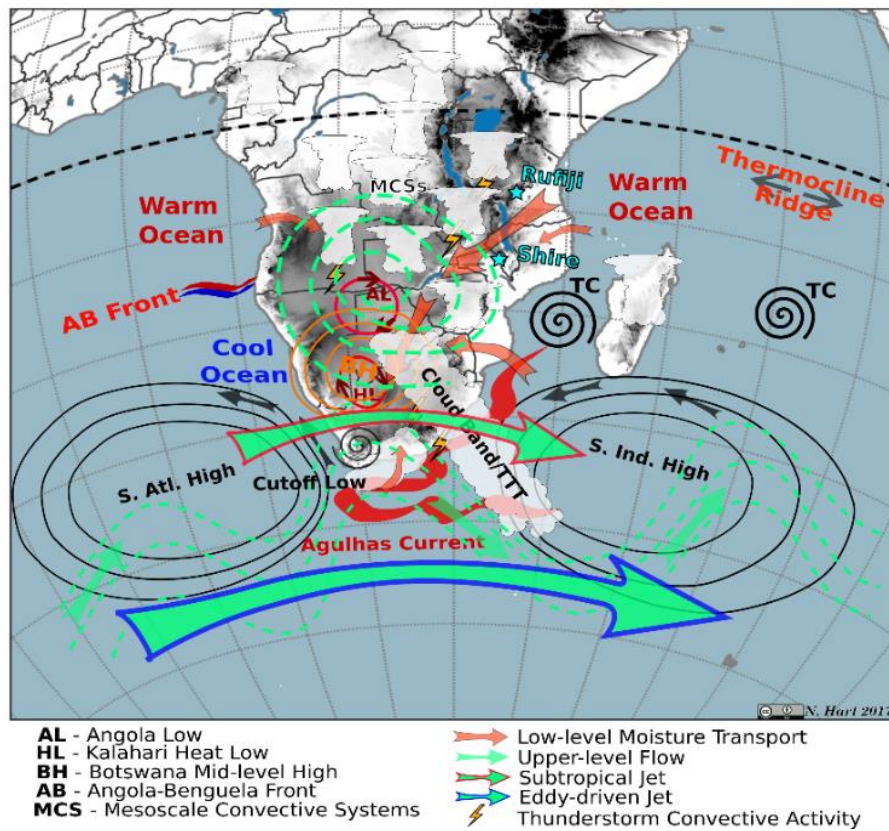 MCSs
Rufiji
Thermocline
Ridge
Warm
Ocean
Warm
Ocean
Shire
AL
TC
TC
AB Front
Cool
Ocean
BH
HL
Cloud Band/TTT
S. Atl. High
S. Ind. High
Cutoff Low
Agulhas Current
N. Hart 2017
AL - Angola Low
HL - Kalahari Heat Low
BH - Botswana Mid-level High
AB - Angola-Benguela Front
MCS - Mesoscale Convective Systems
Low-level Moisture Transport
Upper-level Flow
Subtropical Jet
Eddy-driven Jet
Thunderstorm Convective Activity